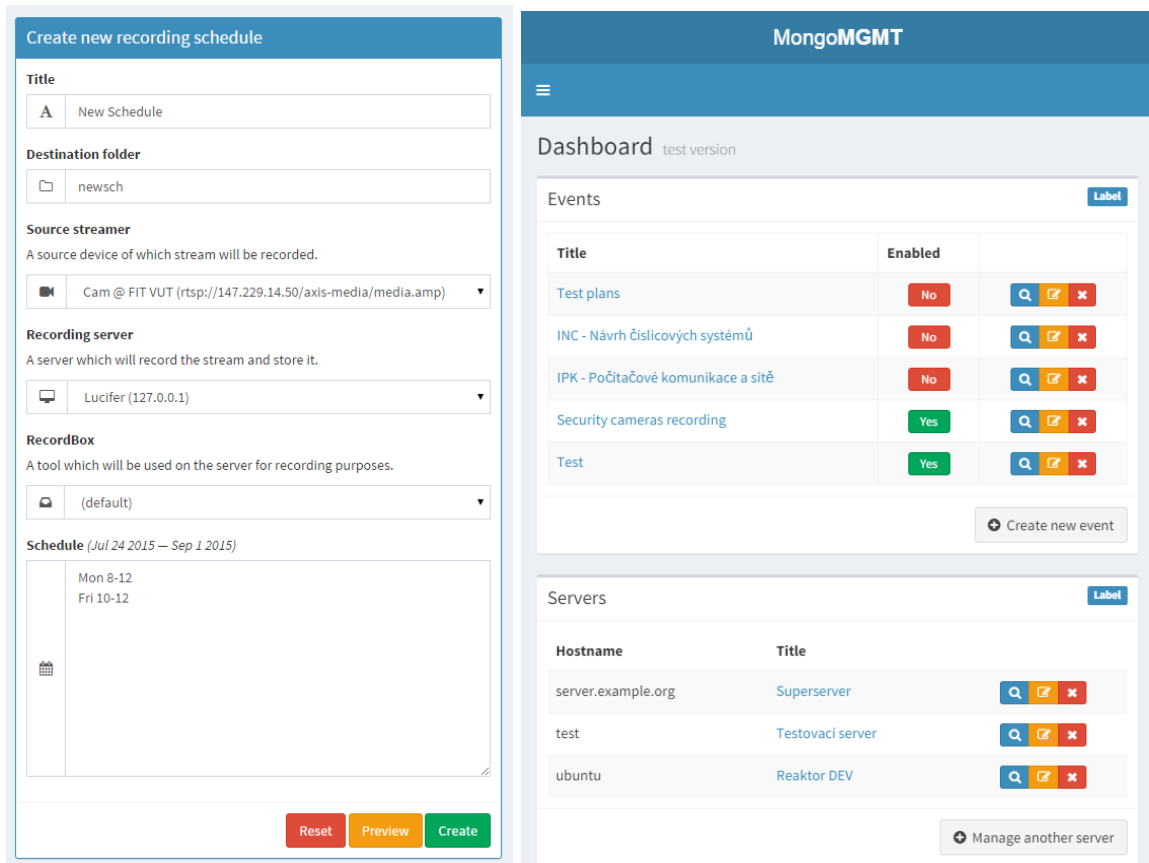 Create new recording schedule
Title
A New Schedule
Destination folder
newsch
Source streamer
A source device of which stream will be recorded.
Cam @ FIT VUT (rtsp://147.229.14.50/axis-media/media.amp)
Recording server
A server which will record the stream and store it.
Lucifer (127.0.0.1)
RecordBox
A tool which will be used on the server for recording purposes.
(default)
Schedule (Jul 24 2015 — Sep 1 2015)
Mon 8-12
Fri 10-12
Reset Preview Create
MongoMGMT
Dashboard test version
Events Label
Title Enabled
Test plans No
INC - Návrh číslicových systémů No
IPK - Počítačové komunikace a sítě No
Security cameras recording Yes
Test Yes
Create new event
Servers Label
Hostname Title
server.example.org Superserver
test Testovací server
ubuntu Reaktor DEV
Manage another server